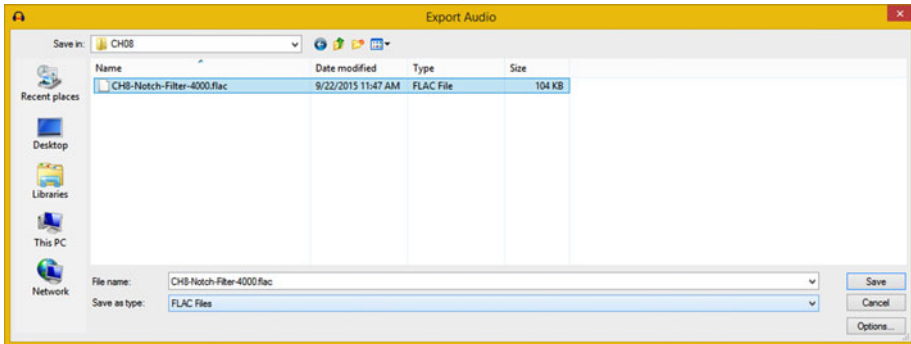 Export Audio
Save in: CH08
Name Date modified Type Size
CH8-Notch-Filter-4000.flac 9/22/2015 11:47 AM FLAC File 104 KB
Recent places
Desktop
Libraries
This PC
Network
File name: CH8-Notch-Filter-4000.flac Save
Save as type: FLAC Files Cancel
Options...